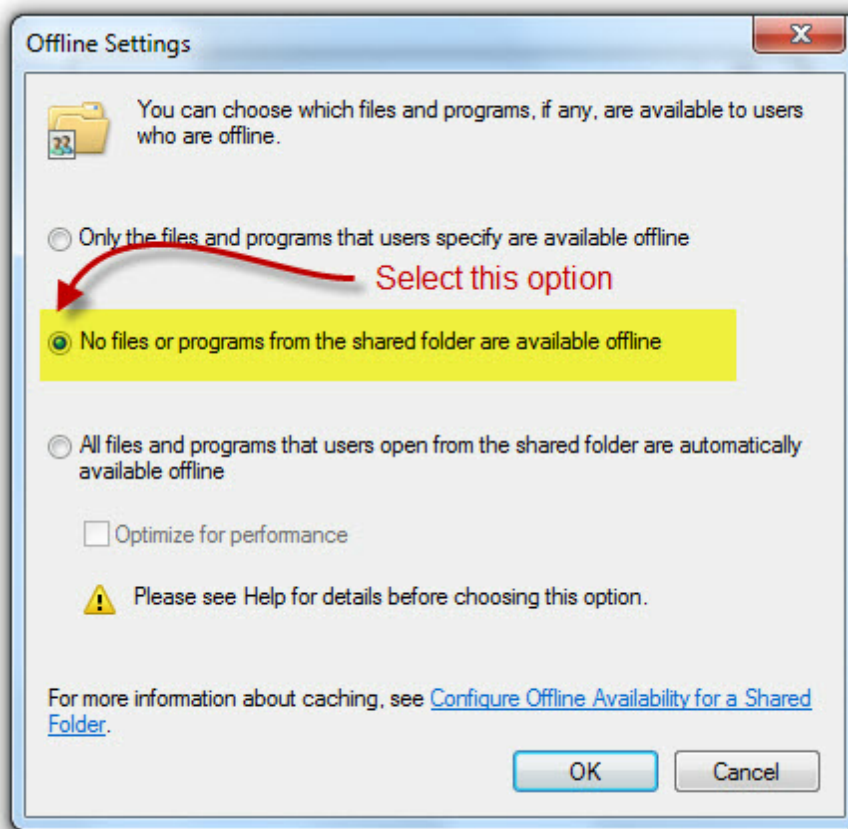 Offline Settings
You can choose which files and programs, if any, are available to users
who are offline.
Only the files and programs that users specify are available offline
Select this option
No files or programs from the shared folder are available offline
All files and programs that users open from the shared folder are automatically
available offline
Optimize for performance
Please see Help for details before choosing this option.
For more information about caching, see Configure Offline Availability for a Shared
Folder.
OK
Cancel